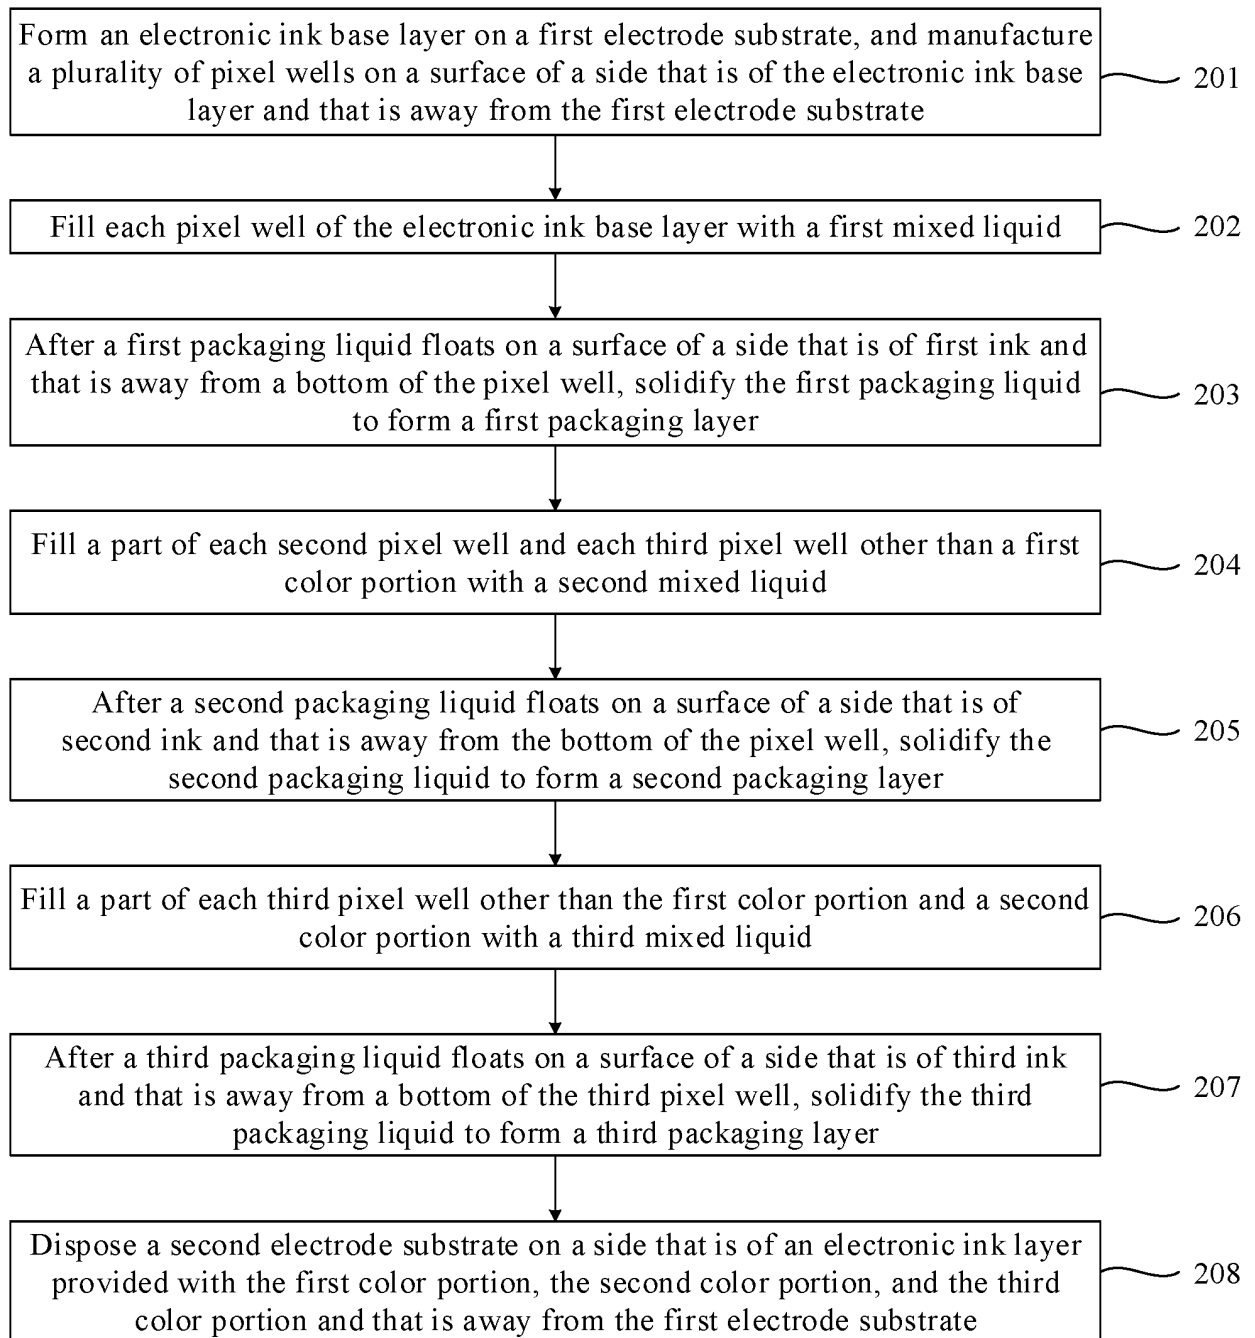 Form an electronic ink base layer on a first electrode substrate, and manufacture
a plurality of pixel wells on a surface of a side that is of the electronic ink base
layer and that is away from the first electrode substrate
201
Fill each pixel well of the electronic ink base layer with a first mixed liquid
202
After a first packaging liquid floats on a surface of a side that is of first ink and
that is away from a bottom of the pixel well, solidify the first packaging liquid
to form a first packaging layer
203
Fill a part of each second pixel well and each third pixel well other than a first
color portion with a second mixed liquid
204
After a second packaging liquid floats on a surface of a side that is of
second ink and that is away from the bottom of the pixel well, solidify the
second packaging liquid to form a second packaging layer
205
Fill a part of each third pixel well other than the first color portion and a second
color portion with a third mixed liquid
206
After a third packaging liquid floats on a surface of a side that is of third ink
and that is away from a bottom of the third pixel well, solidify the third
packaging liquid to form a third packaging layer
207
Dispose a second electrode substrate on a side that is of an electronic ink layer
provided with the first color portion, the second color portion, and the third
color portion and that is away from the first electrode substrate
208